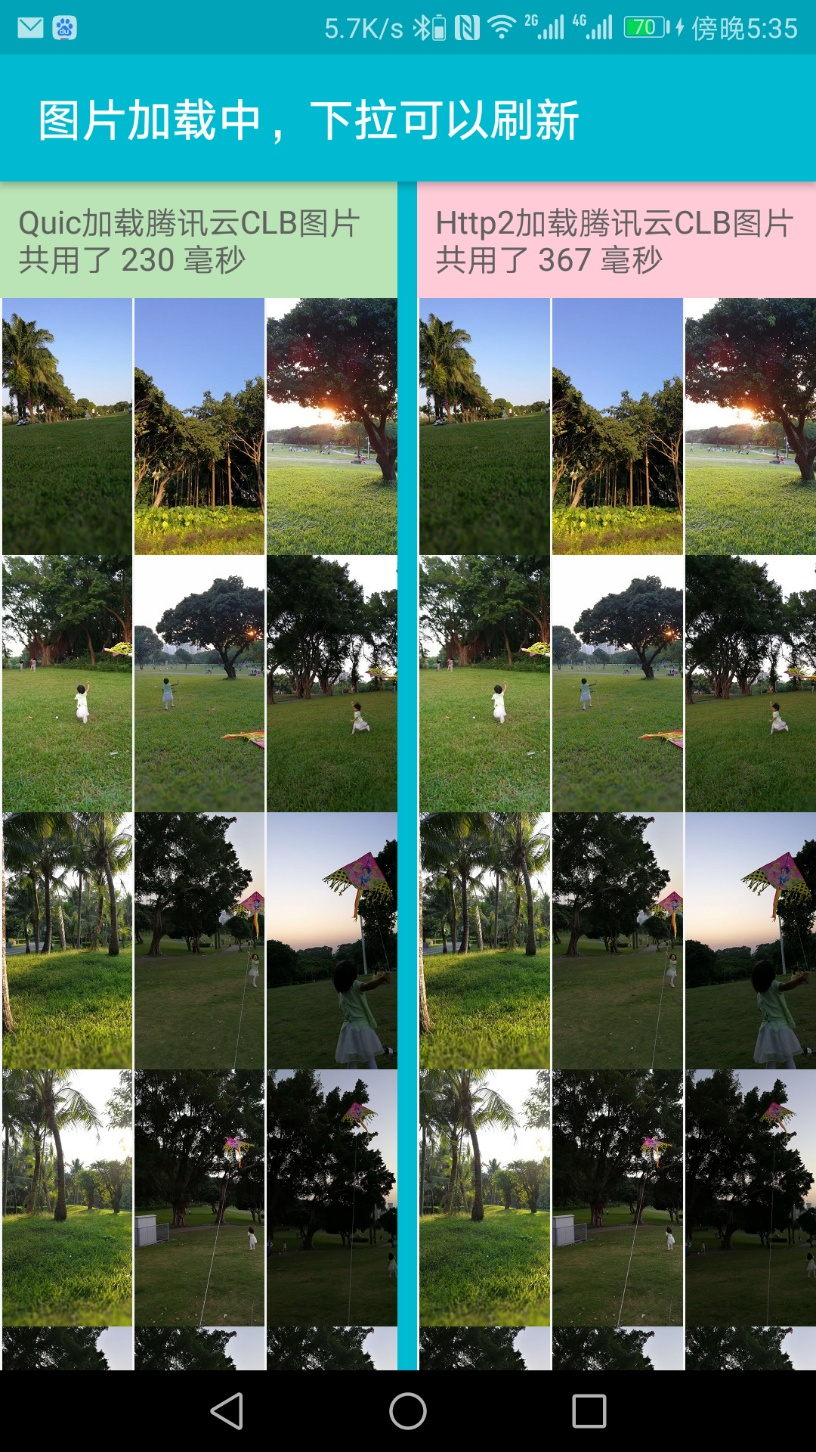 5.7K/s 2G 4G 70 傍晚5:35
图片加载中，下拉可以刷新
Quic加载腾讯云CLB图片
共用了 230 毫秒
Http2加载腾讯云CLB图片
共用了 367 毫秒